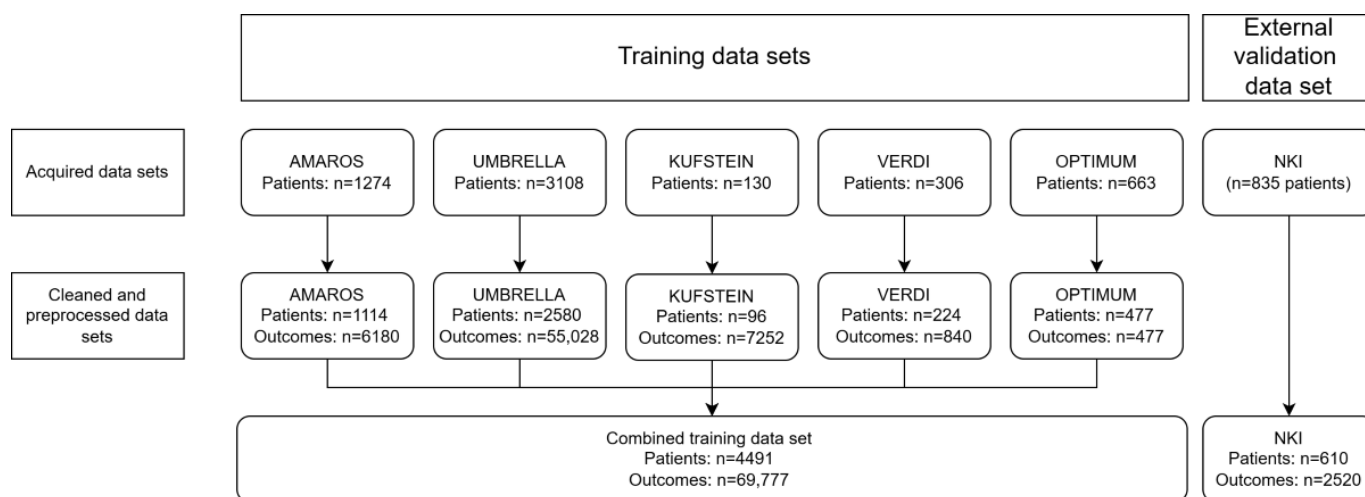 Training data sets
External
validation
data set
Acquired data sets
AMAROS
Patients: n=1274
UMBRELLA
Patients: n=3108
KUFSTEIN
Patients: n=130
VERDI
Patients: n=306
OPTIMUM
Patients: n=663
NKI
(n=835 patients)
Cleaned and
preprocessed data
sets
AMAROS
Patients: n=1114
Outcomes: n=6180
UMBRELLA
Patients: n=2580
Outcomes: n=55,028
KUFSTEIN
Patients: n=96
Outcomes: n=7252
VERDI
Patients: n=224
Outcomes: n=840
OPTIMUM
Patients: n=477
Outcomes: n=477
Combined training data set
Patients: n=4491
Outcomes: n=69,777
NKI
Patients: n=610
Outcomes: n=2520